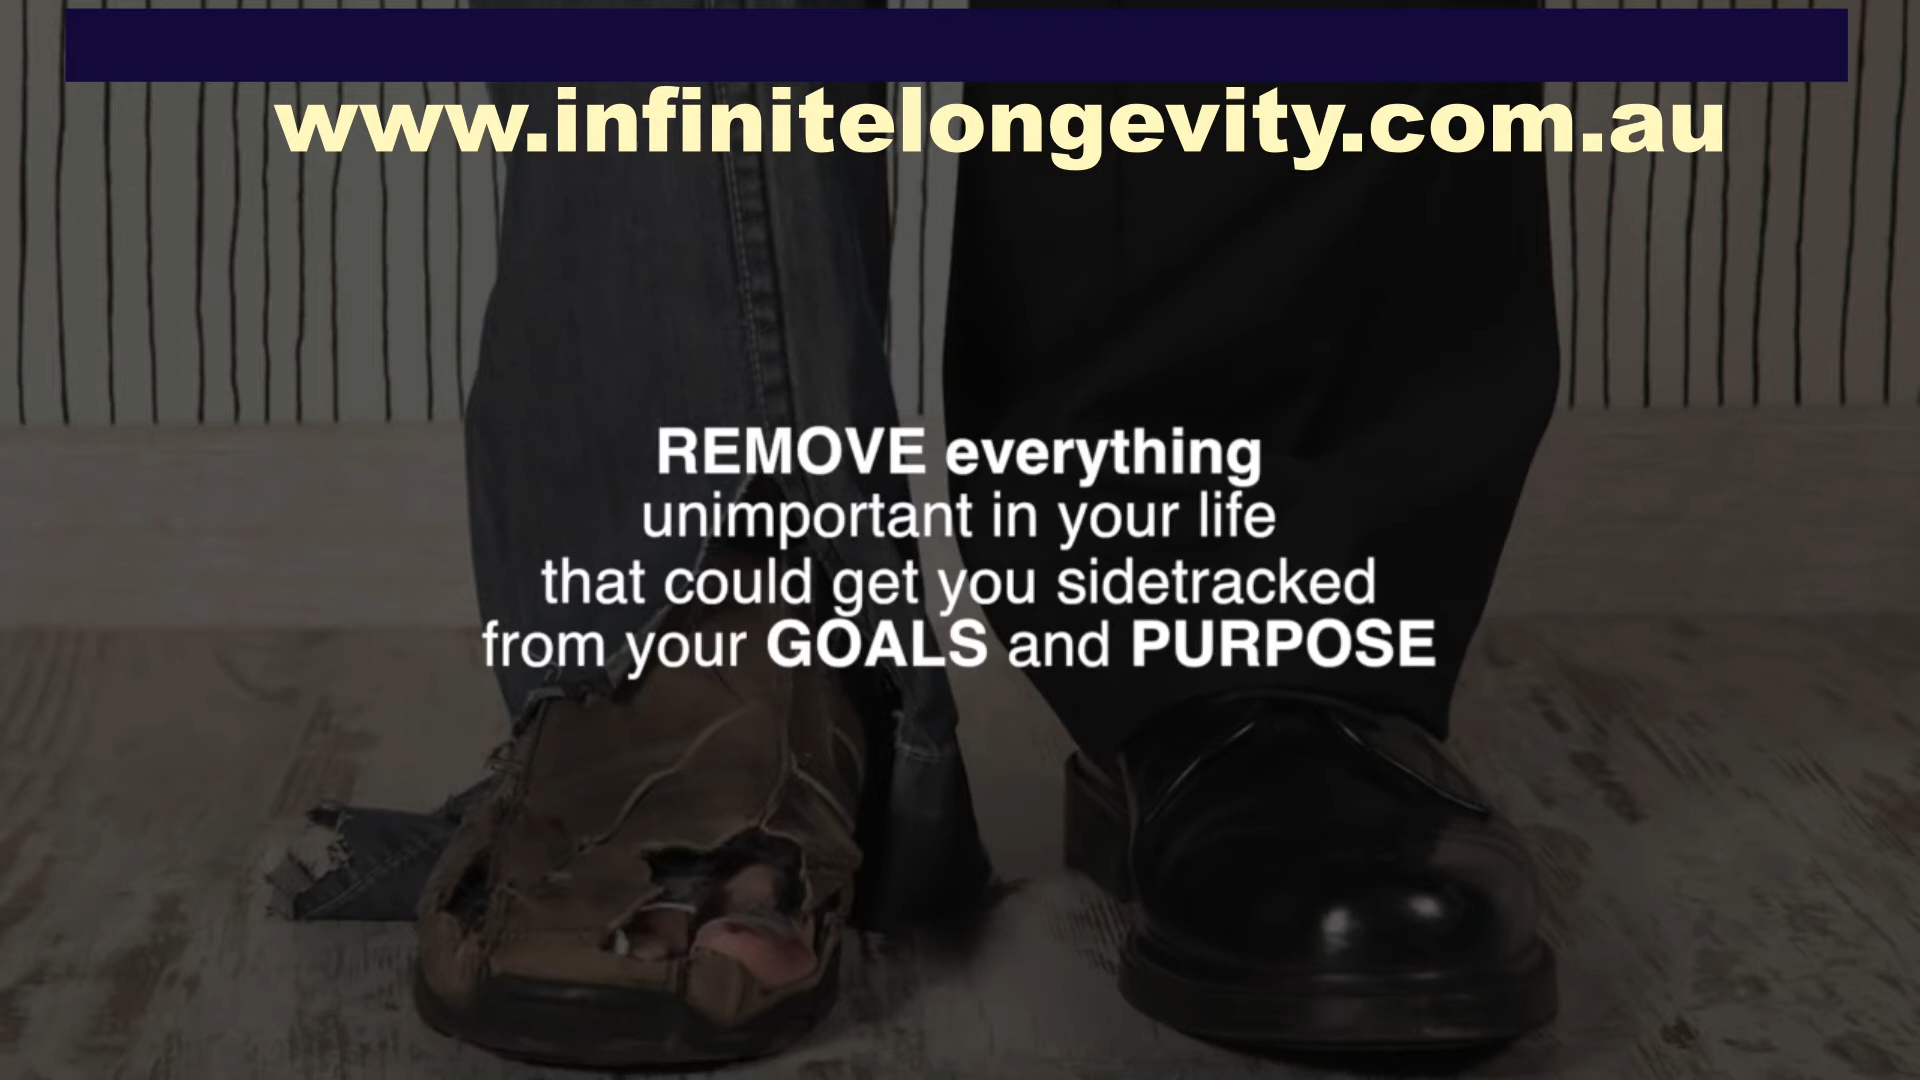 www.infinitelongevity.com.au
REMOVE everything
unimportant in your life
that could get you sidetracked
from your GOALS and PURPOSE